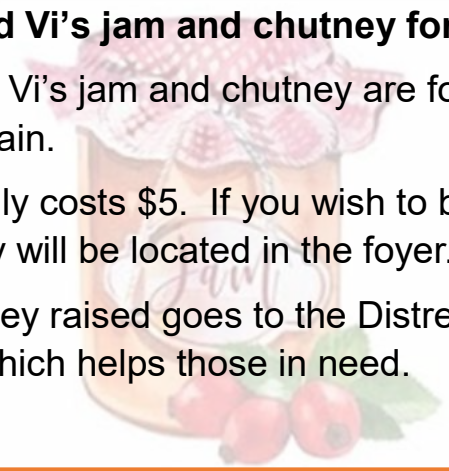 d Vi’s jam and chutney for
Vi’s jam and chutney are fo
ain.
ly costs $5.  If you wish to b
will be located in the foyer.
Jam
ey raised goes to the Distre
hich helps those in need.